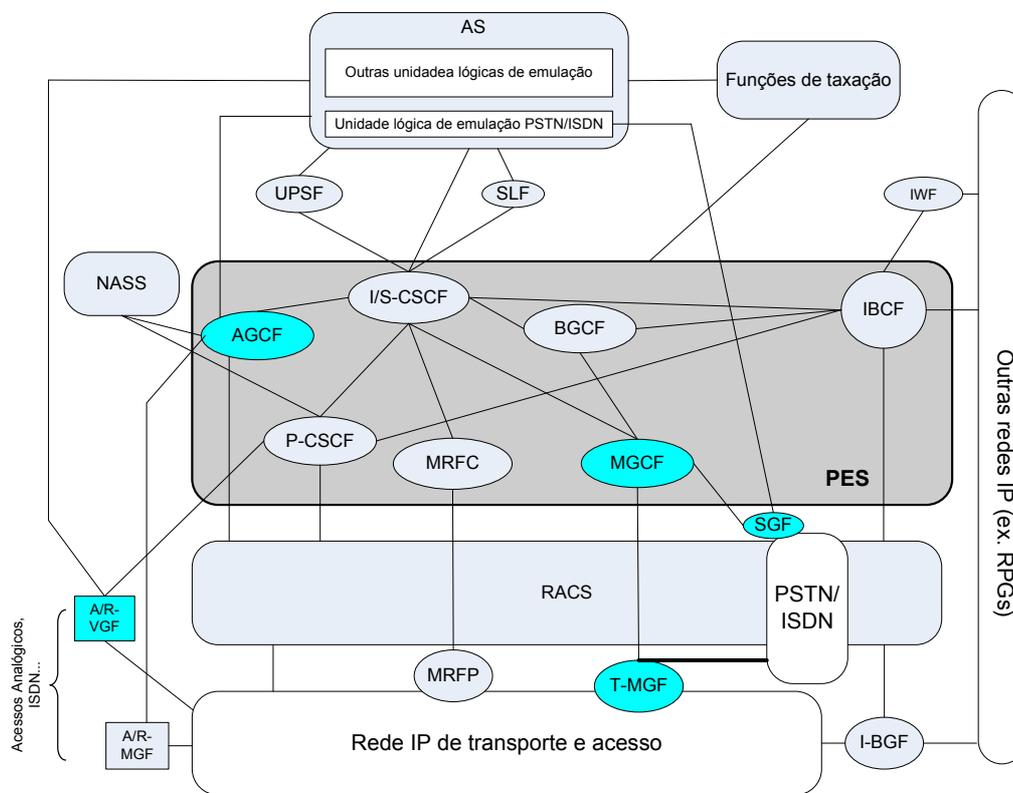 AS
Outras unidadea lógicas de emulação
Unidade lógica de emulação PSTN/ISDN
Funções de taxação
UPSF
SLF
IWF
NASS
I/S-CSCF
IBCF
AGCF
BGCF
P-CSCF
MRFC
MGCF
PES
SGF
Outras redes IP (ex. RPGs)
RACS
PSTN/
ISDN
A/R-
VGF
Acessos Analógicos,
ISDN...
MRFP
T-MGF
A/R-
MGF
Rede IP de transporte e acesso
I-BGF